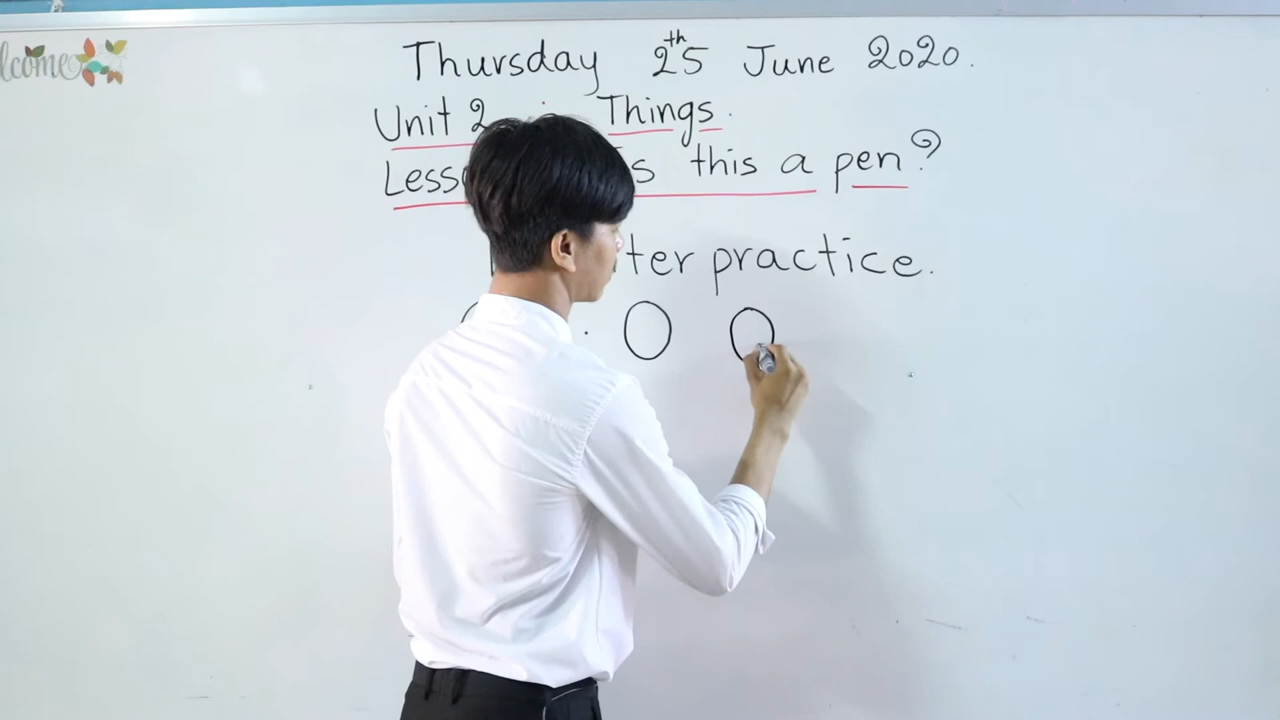 lcome
Thursday 25th June 2020.
Unit 2 : Things.
Less s this a pen?
ter practice.
O O